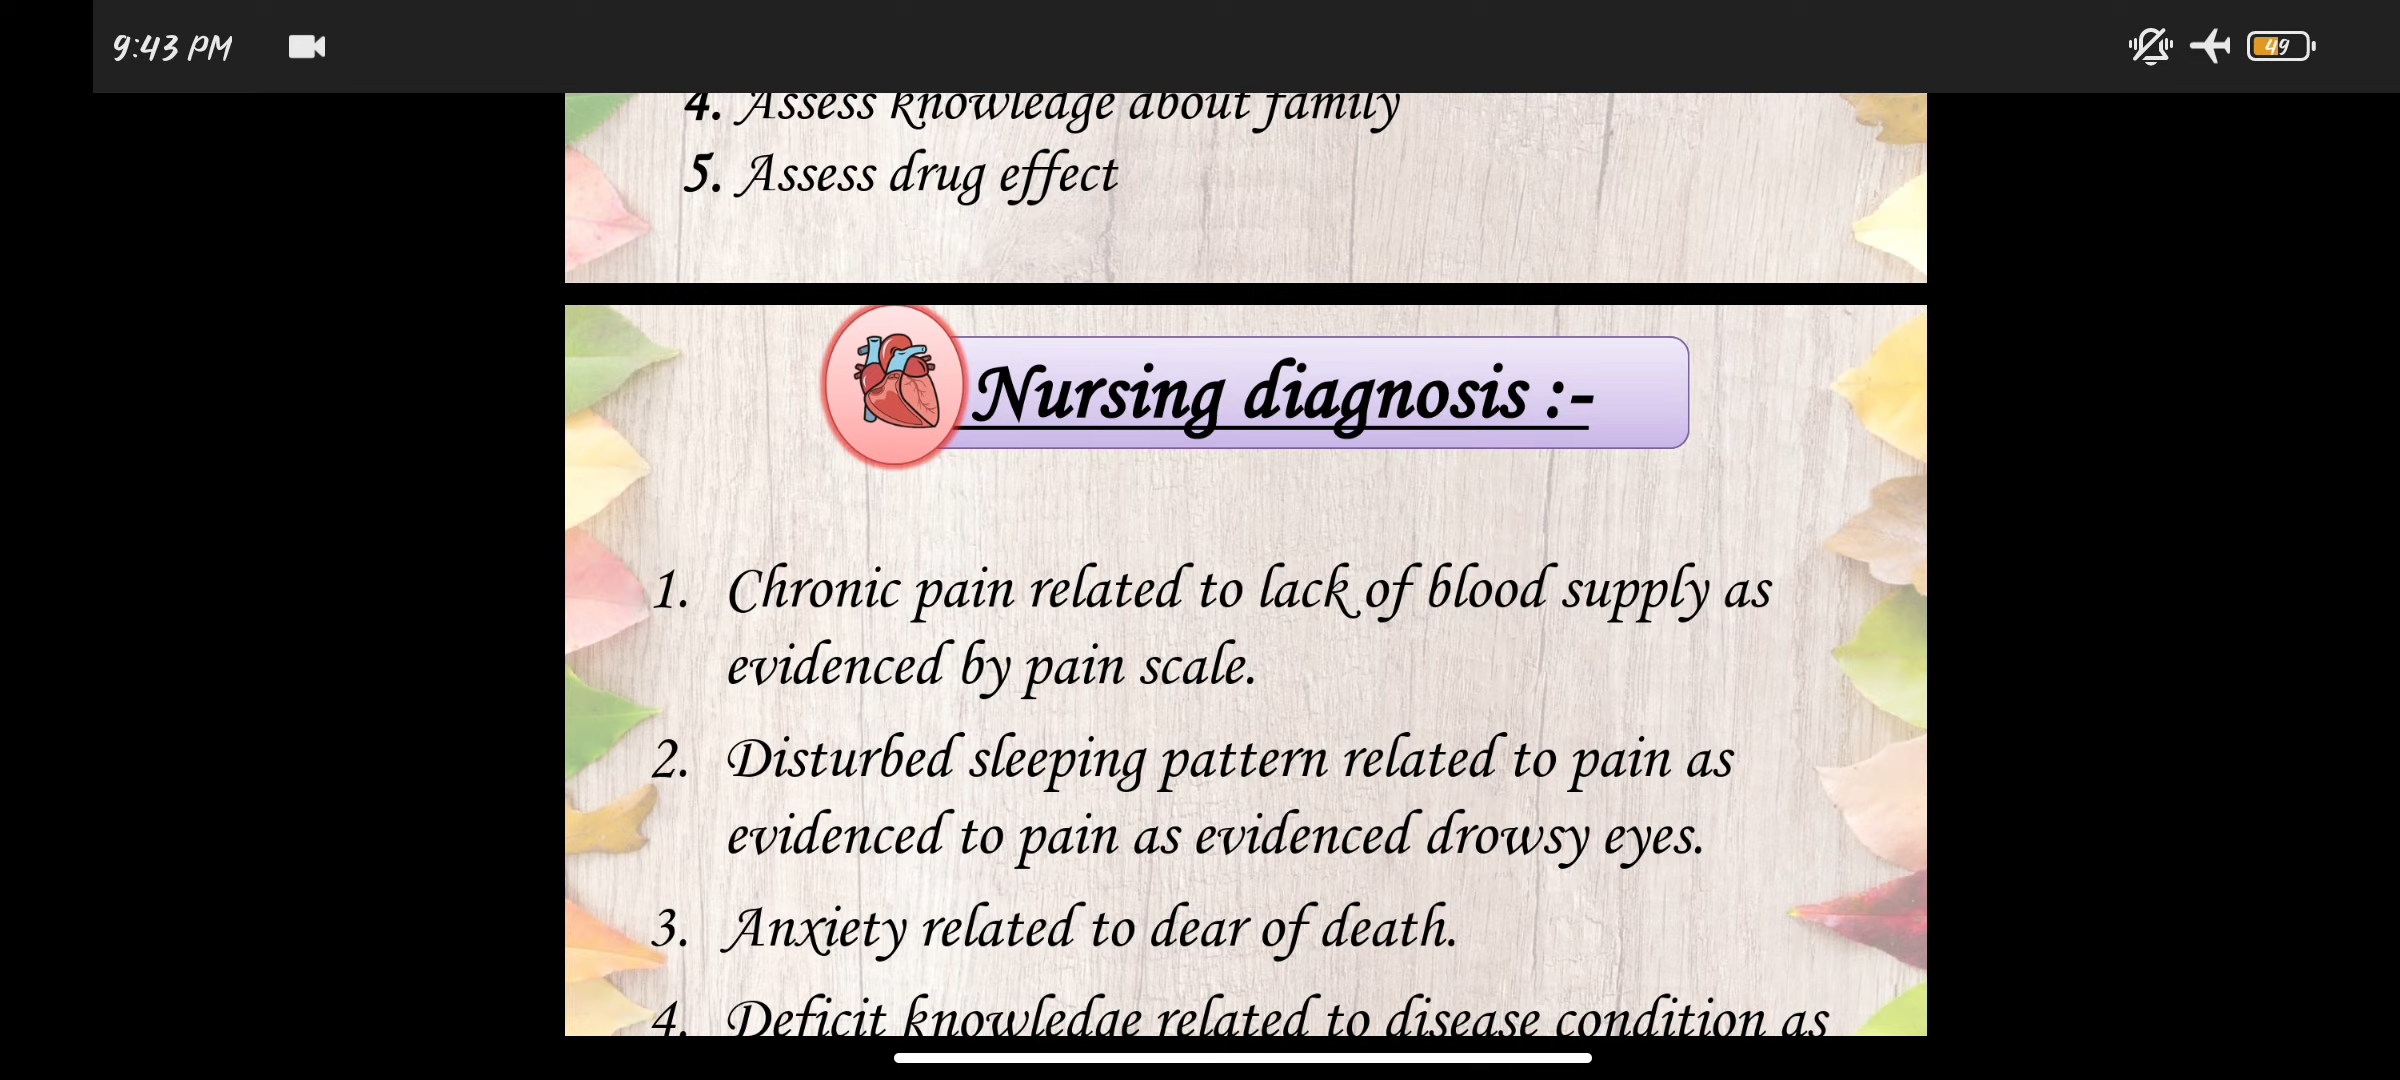 9:43 PM
49
4. Assess knowledge about family
5. Assess drug effect
Nursing diagnosis :-
1. Chronic pain related to lack of blood supply as
evidenced by pain scale.
2. Disturbed sleeping pattern related to pain as
evidenced to pain as evidenced drowsy eyes.
3. Anxiety related to dear of death.
4. Deficit knowledge related to disease condition as